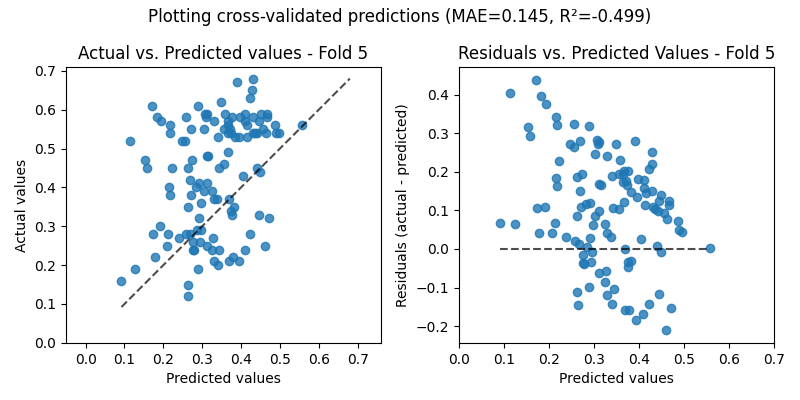 Plotting cross-validated predictions (MAE=0.145, R²=-0.499)
Actual vs. Predicted values - Fold 5
Actual values
0.7
0.6
0.5
0.4
0.3
0.2
0.1
0.0
0.0 0.1 0.2 0.3 0.4 0.5 0.6 0.7
Predicted values
Residuals vs. Predicted Values - Fold 5
Residuals (actual - predicted)
0.4
0.3
0.2
0.1
0.0
−0.1
−0.2
0.0 0.1 0.2 0.3 0.4 0.5 0.6 0.7
Predicted values